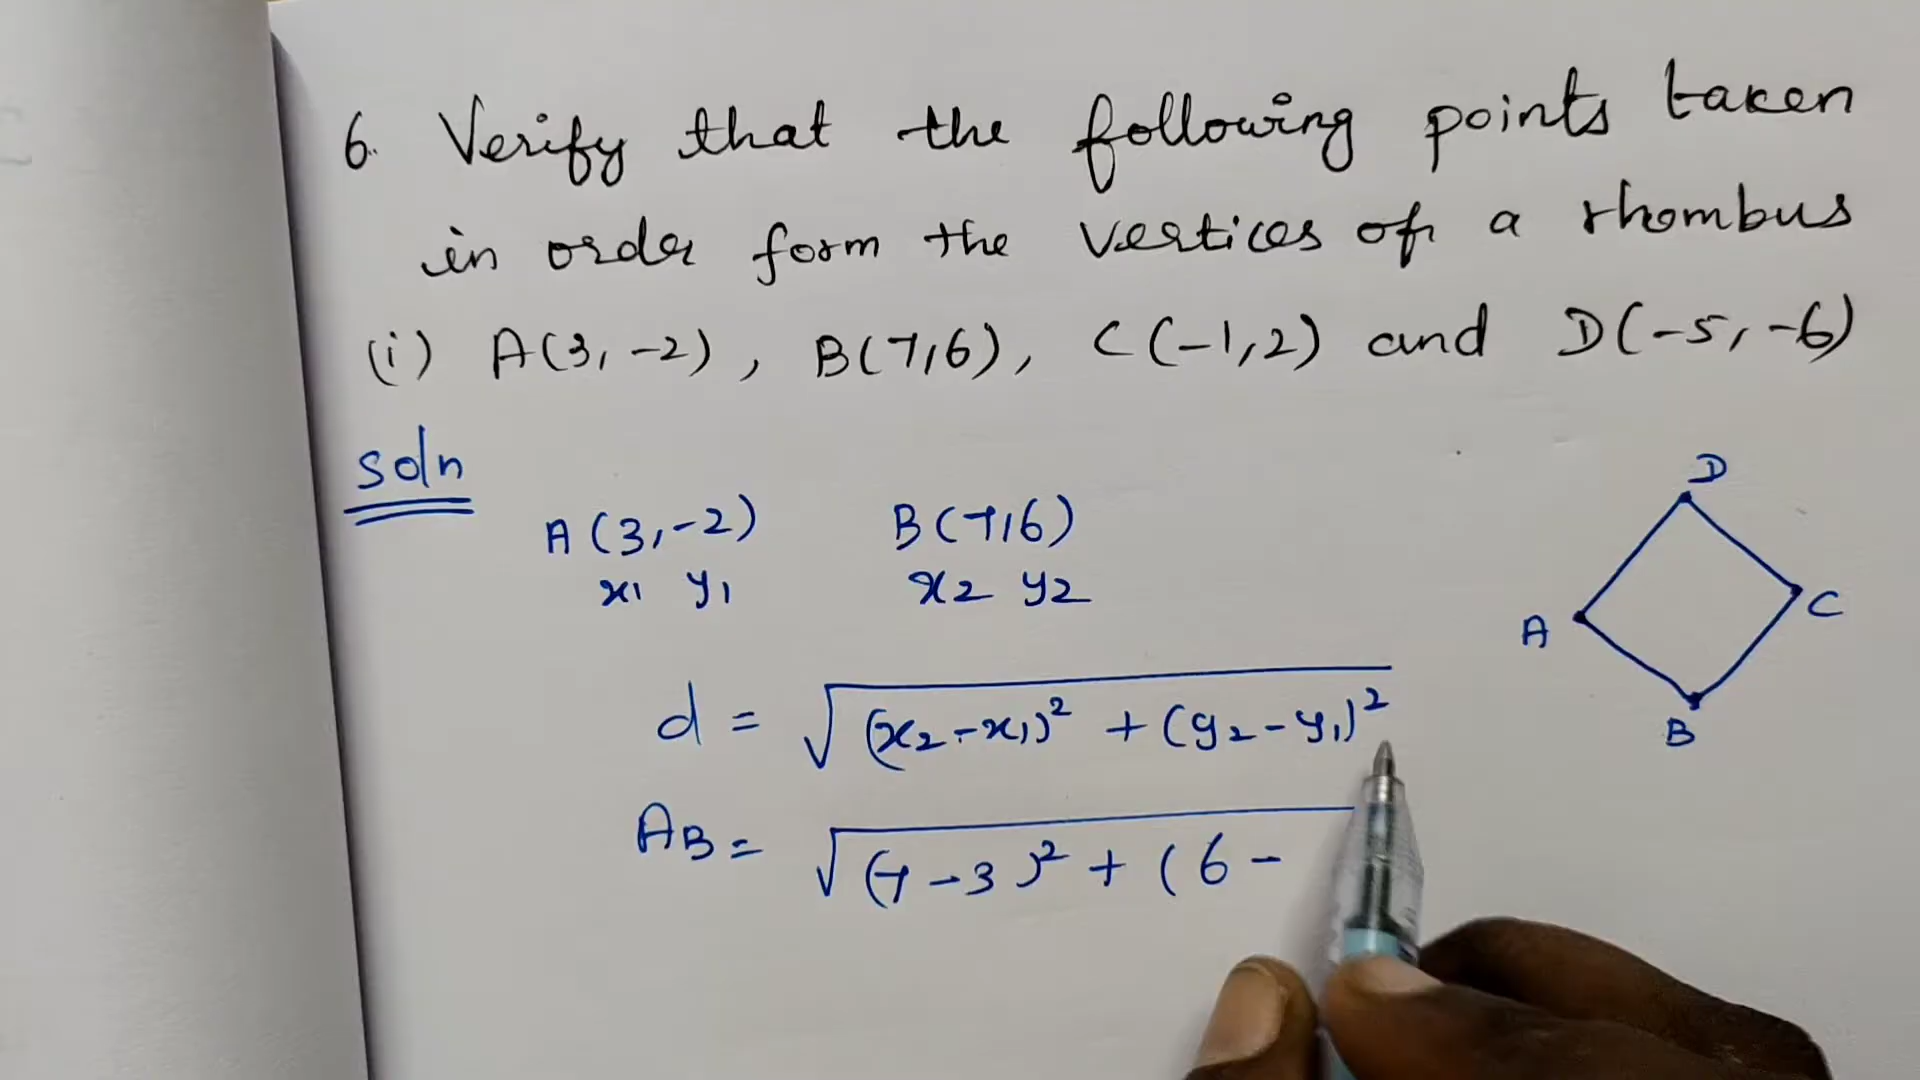 6. Verify that the following points taken
in order form the vertices of a rhombus
(i) A(3, -2), B(7,6), C(-1,2) and D(-5, -6)
Soln
A(3,-2) B(7,6)
x1 y1 x2 y2
d = √(x2-x1)² + (y2-y1)²
AB = √(7-3)² + (6-
D
A
C
B